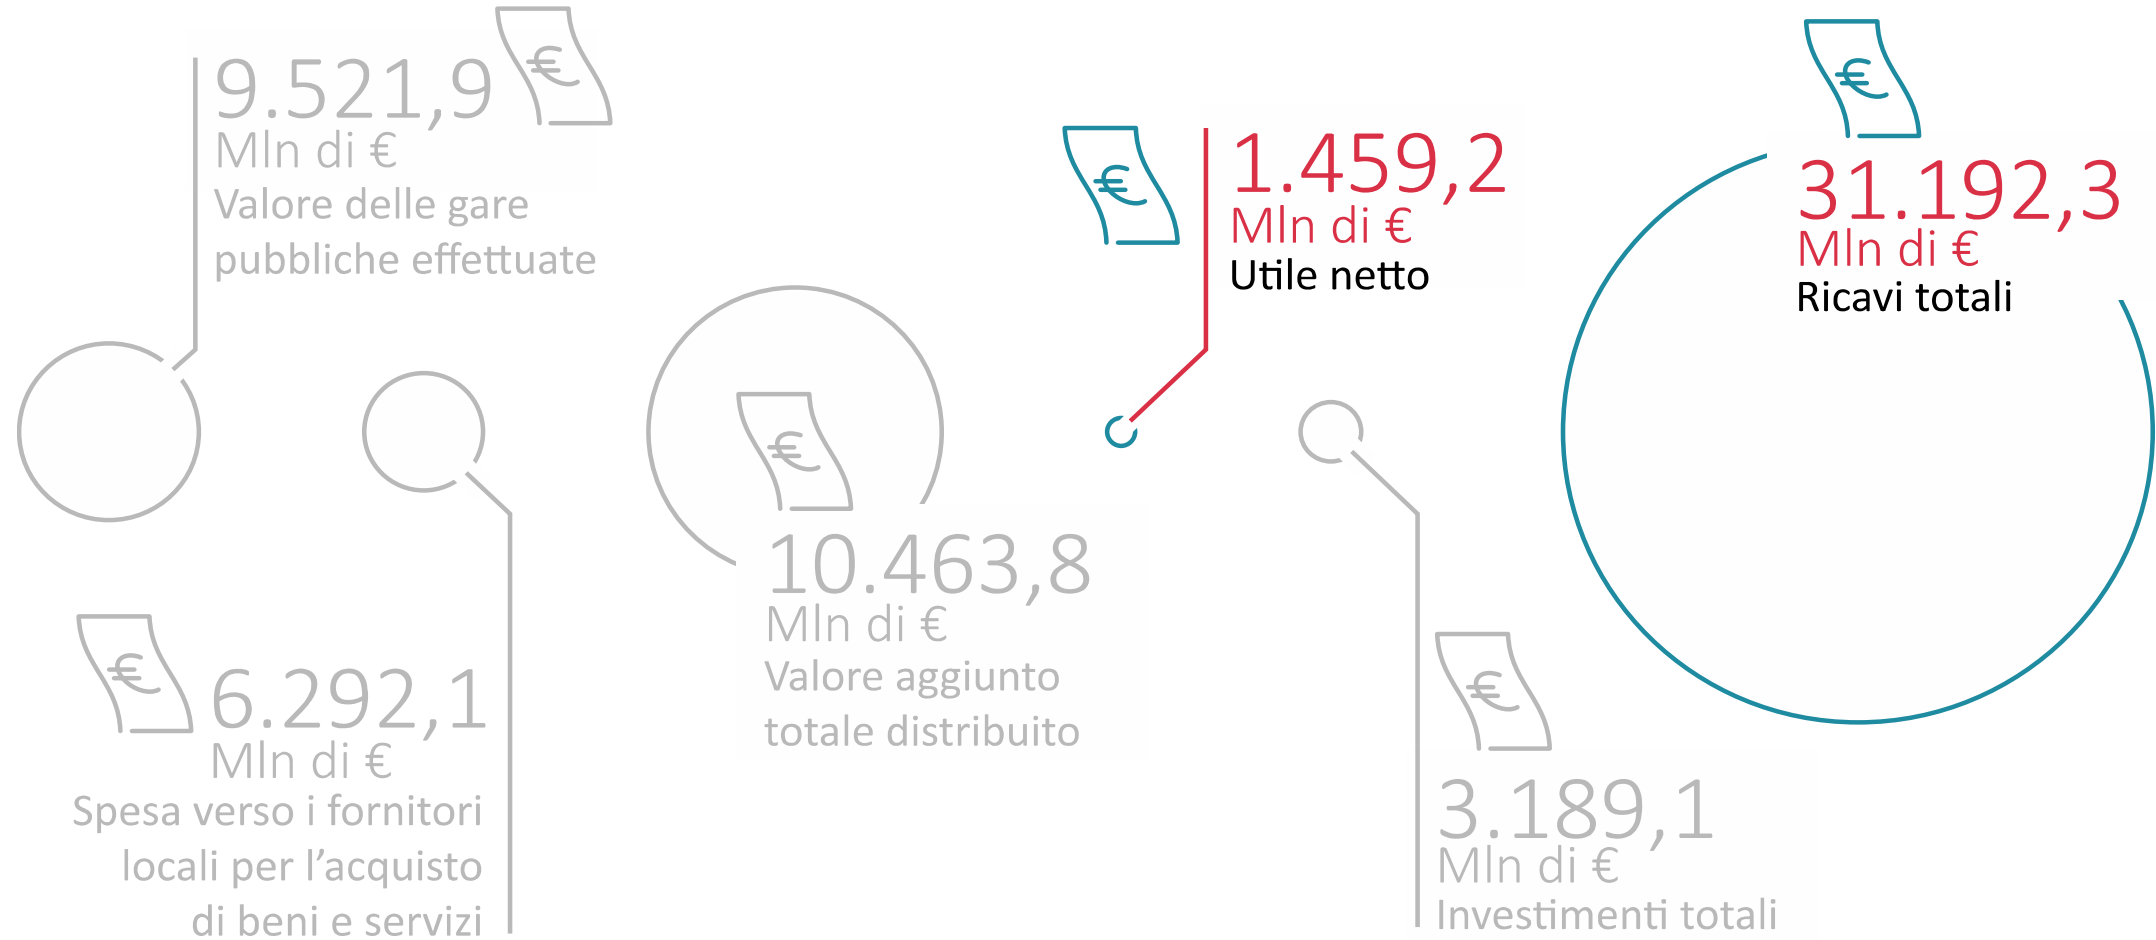 9.521,9
Mln di €
Valore delle gare
pubbliche effettuate
6.292,1
Mln di €
Spesa verso i fornitori
locali per l’acquisto
di beni e servizi
10.463,8
Mln di €
Valore aggiunto
totale distribuito
1.459,2
Mln di €
Utile netto
3.189,1
Mln di €
Investimenti totali
31.192,3
Mln di €
Ricavi totali
€
€
€
€
€
€